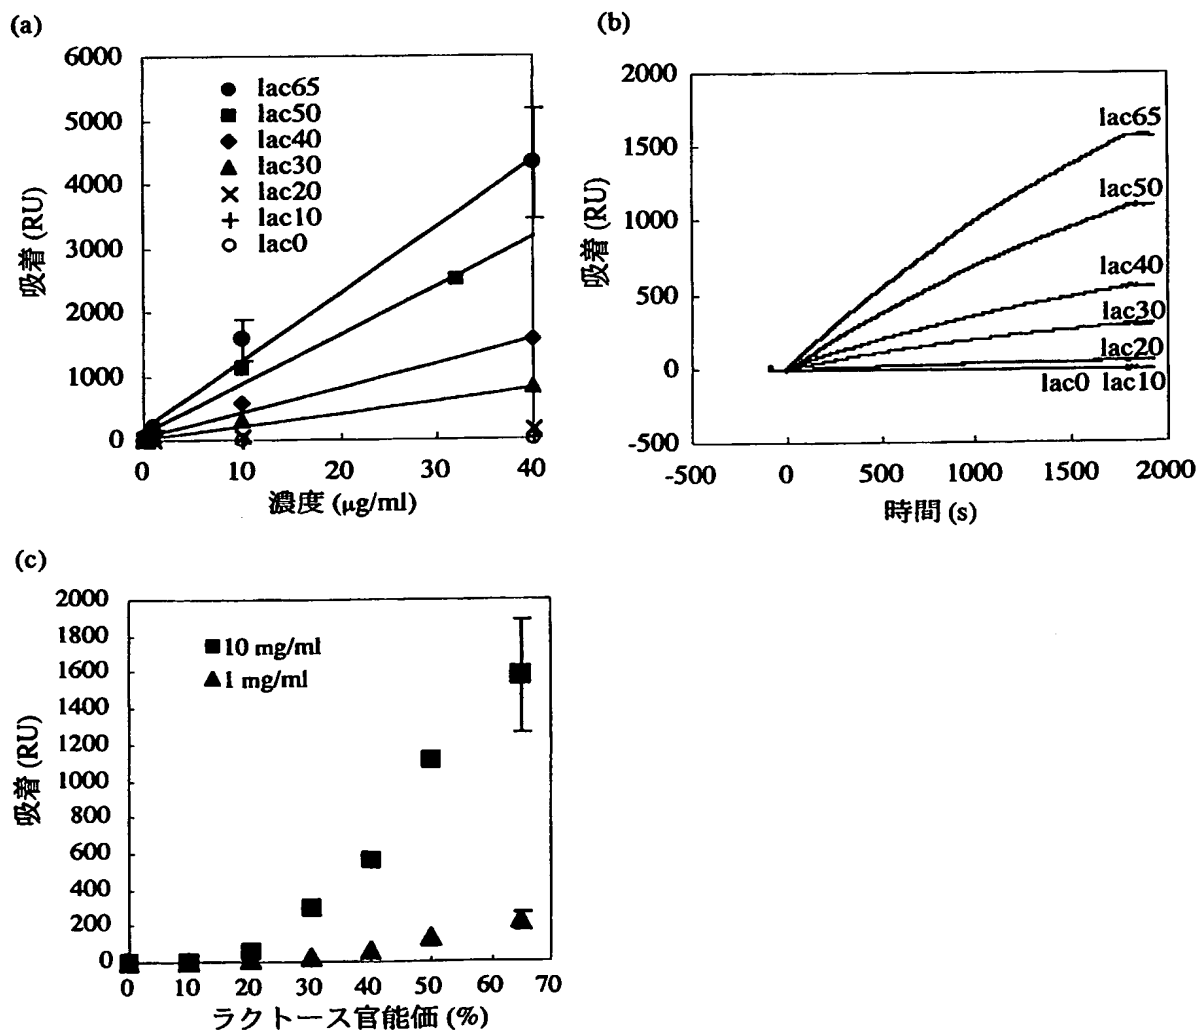 (a)
6000
5000
4000
3000
2000
1000
0
吸着 (RU)
lac65
lac50
lac40
lac30
lac20
lac10
lac0
0 10 20 30 40
濃度 (µg/ml)
(b)
2000
1500
1000
500
0
-500
吸着 (RU)
lac65
lac50
lac40
lac30
lac20
lac0 lac10
-500 0 500 1000 1500 2000
時間 (s)
(c)
2000
1800
1600
1400
1200
1000
800
600
400
200
0
吸着 (RU)
10 mg/ml
1 mg/ml
0 10 20 30 40 50 60 70
ラクトース官能価 (%)